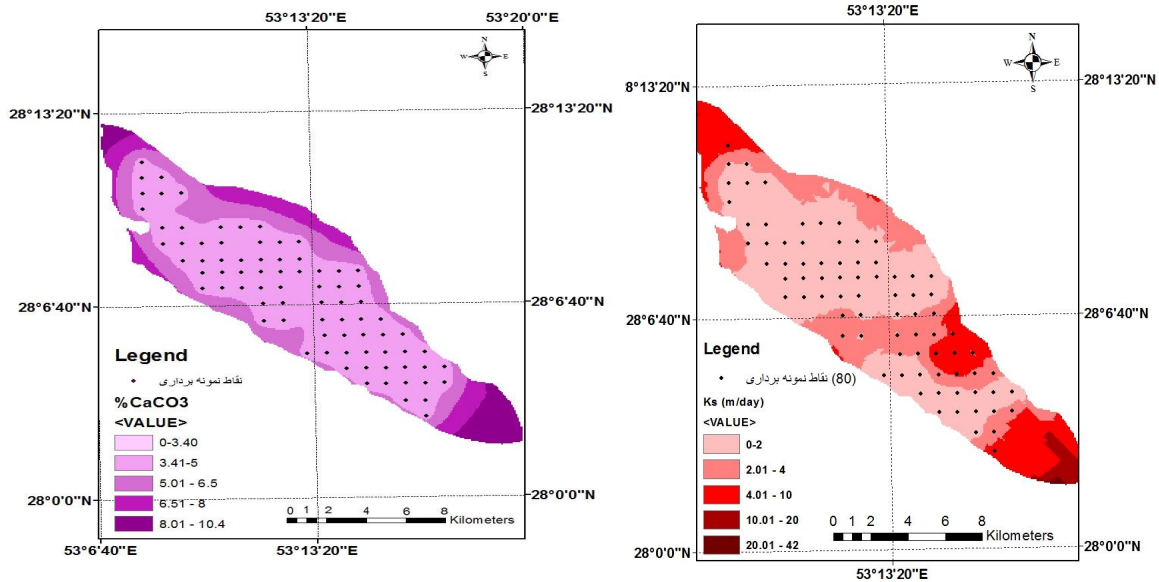 53°13'20"E
53°20'0"E
N
W E
S
28°13'20"N
28°13'20"N
28°6'40"N
28°6'40"N
Legend
نقاط نمونه برداری
%CaCO3
<VALUE>
0-3.40
3.41-5
5.01 - 6.5
6.51 - 8
8.01 - 10.4
28°0'0"N
28°0'0"N
0 1 2 4 6 8
Kilometers
53°6'40"E
53°13'20"E
53°13'20"E
N
W E
S
8°13'20"N
28°13'20"N
28°6'40"N
28°6'40"N
Legend
نقاط نمونه برداری (80)
Ks (m/day)
<VALUE>
0-2
2.01 - 4
4.01 - 10
10.01 - 20
20.01 - 42
0 1 2 4 6 8
Kilometers
28°0'0"N
28°0'0"N
53°13'20"E